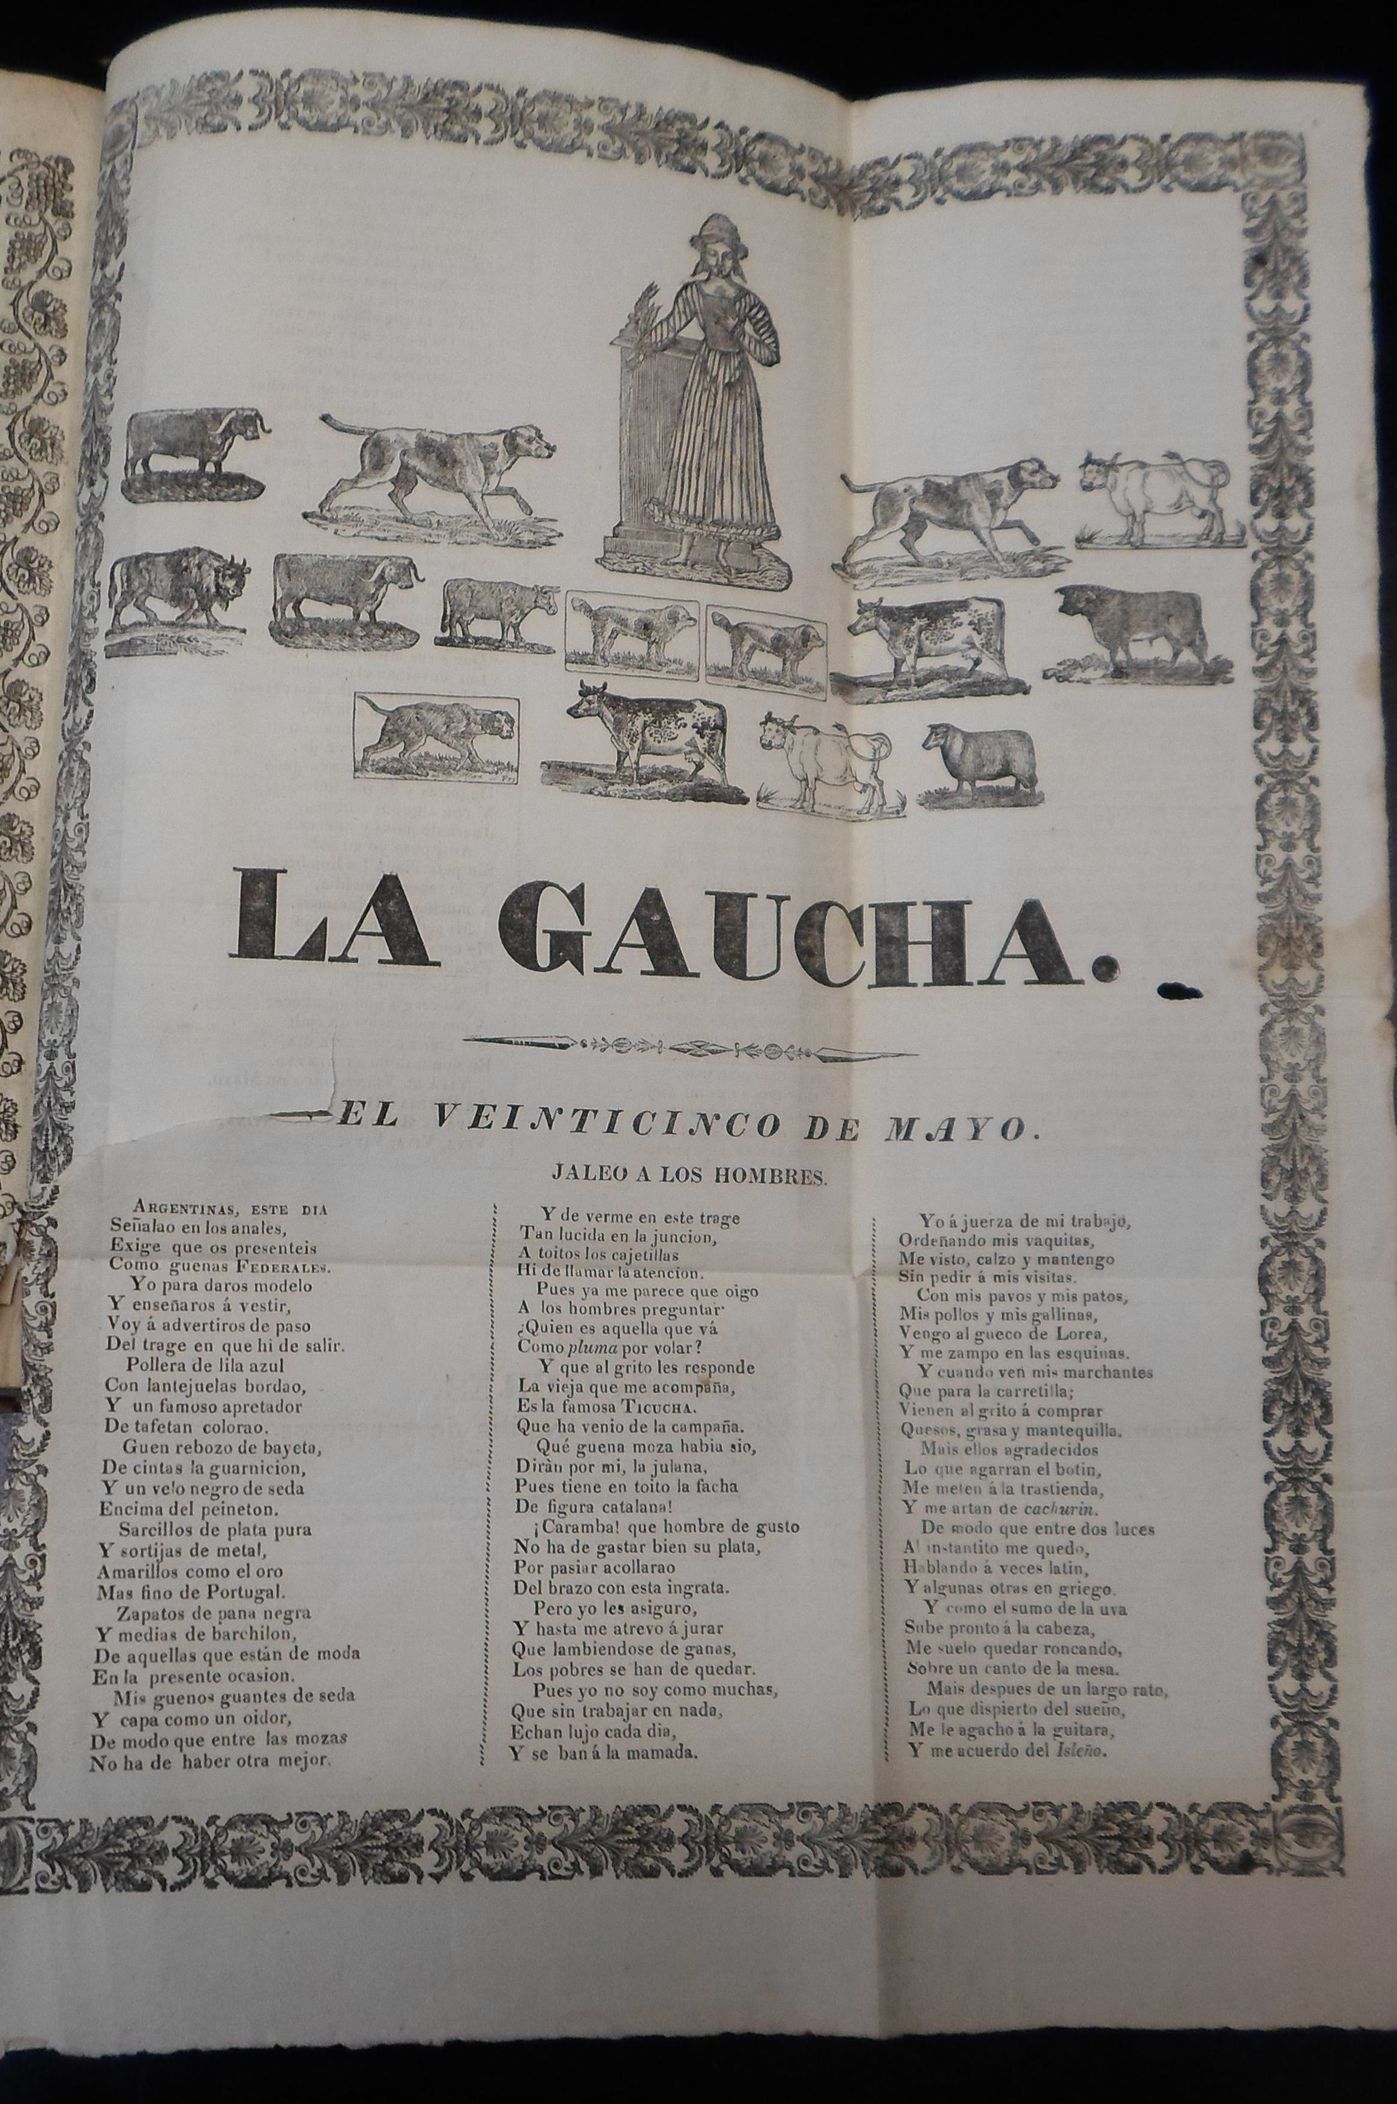 LA GAUCHA.
EL VEINTICINCO DE MAYO.
JALEO A LOS HOMBRES.
ARGENTINAS, ESTE DIA
Señalao en los anales,
Exige que os presenteis
Como guenas FEDERALES.
Yo para daros modelo
Y enseñaros á vestir,
Voy á advertiros de paso
Del trage en que hi de salir.
Pollera de lila azul
Con lantejuelas bordao,
Y un famoso apretador
De tafetan colorao.
Guen rebozo de bayeta,
De cintas la guarnicion,
Y un velo negro de seda
Encima del peineton.
Sarcillos de plata pura
Y sortijas de metal,
Amarillos como el oro
Mas fino de Portugal.
Zapatos de pana negra
Y medias de barchilon,
De aquellas que están de moda
En la presente ocasion.
Mis guenos guantes de seda
Y capa como un oidor,
De modo que entre las mozas
No ha de haber otra mejor.
Y de verme en este trage
Tan lucida en la juncion,
A toitos los cajetillas
Hi de llamar la atencion.
Pues ya me parece que oigo
A los hombres preguntar
¿Quien es aquella que vá
Como pluma por volar?
Y que al grito les responde
La vieja que me acompaña,
Es la famosa TICUCHA.
Que ha venio de la campaña.
Qué guena moza habia sio,
Diràn por mi, la julana,
Pues tiene en toito la facha
De figura catalana!
¡Caramba! que hombre de gusto
No ha de gastar bien su plata,
Por pasiar acollarao
Del brazo con esta ingrata.
Pero yo les asiguro,
Y hasta me atrevo á jurar
Que lambiendose de ganas,
Los pobres se han de quedar.
Pues yo no soy como muchas,
Que sin trabajar en nada,
Echan lujo cada dia,
Y se ban á la mamada.
Yo á juerza de mi trabajo,
Ordeñando mis vaquitas,
Me visto, calzo y mantengo
Sin pedir á mis visitas.
Con mis pavos y mis patos,
Mis pollos y mis gallinas,
Vengo al gueco de Lorea,
Y me zampo en las esquinas.
Y cuando ven mis marchantes
Que para la carretilla;
Vienen al grito á comprar
Quesos, grasa y mantequilla.
Mais ellos agradecidos
Lo que agarran el botin,
Me meten á la trastienda,
Y me artan de cachurin.
De modo que entre dos luces
Al instantito me quedo,
Hablando á veces latin,
Y algunas otras en griego.
Y como el sumo de la uva
Sube pronto á la cabeza,
Me suelo quedar roncando,
Sobre un canto de la mesa.
Mais despues de un largo rato,
Lo que dispierto del sueño,
Me le agacho á la guitara,
Y me acuerdo del Isleño.